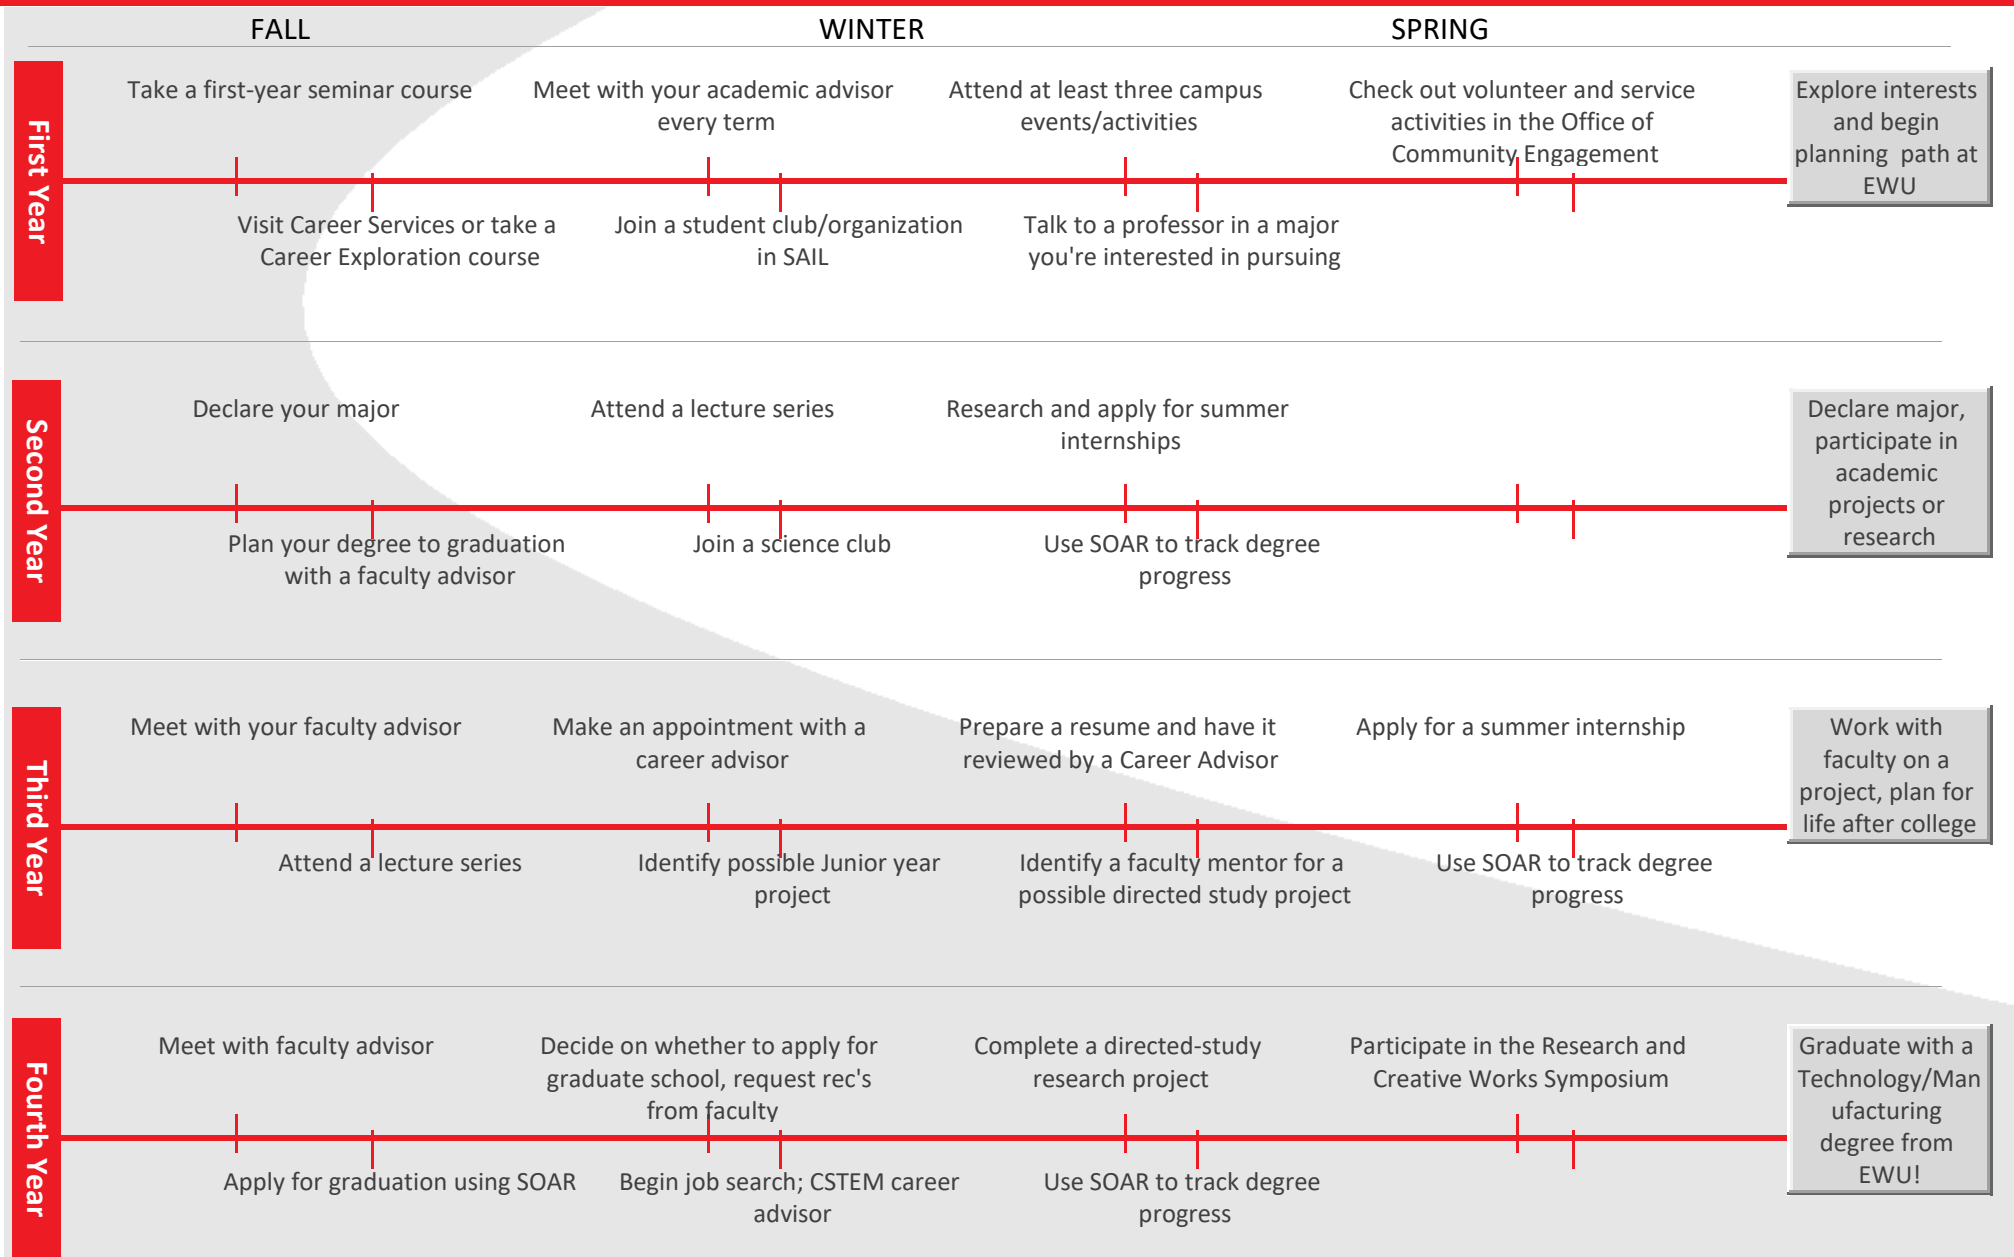 FALL
WINTER
SPRING
First Year
Take a first-year seminar course
Meet with your academic advisor
every term
Attend at least three campus
events/activities
Check out volunteer and service
activities in the Office of
Community Engagement
Visit Career Services or take a
Career Exploration course
Join a student club/organization
in SAIL
Talk to a professor in a major
you're interested in pursuing
Explore interests
and begin
planning path at
EWU
Second Year
Declare your major
Attend a lecture series
Research and apply for summer
internships
Plan your degree to graduation
with a faculty advisor
Join a science club
Use SOAR to track degree
progress
Declare major,
participate in
academic
projects or
research
Third Year
Meet with your faculty advisor
Make an appointment with a
career advisor
Prepare a resume and have it
reviewed by a Career Advisor
Apply for a summer internship
Attend a lecture series
Identify possible Junior year
project
Identify a faculty mentor for a
possible directed study project
Use SOAR to track degree
progress
Work with
faculty on a
project, plan for
life after college
Fourth Year
Meet with faculty advisor
Decide on whether to apply for
graduate school, request rec's
from faculty
Complete a directed-study
research project
Participate in the Research and
Creative Works Symposium
Apply for graduation using SOAR
Begin job search; CSTEM career
advisor
Use SOAR to track degree
progress
Graduate with a
Technology/Man
ufacturing
degree from
EWU!